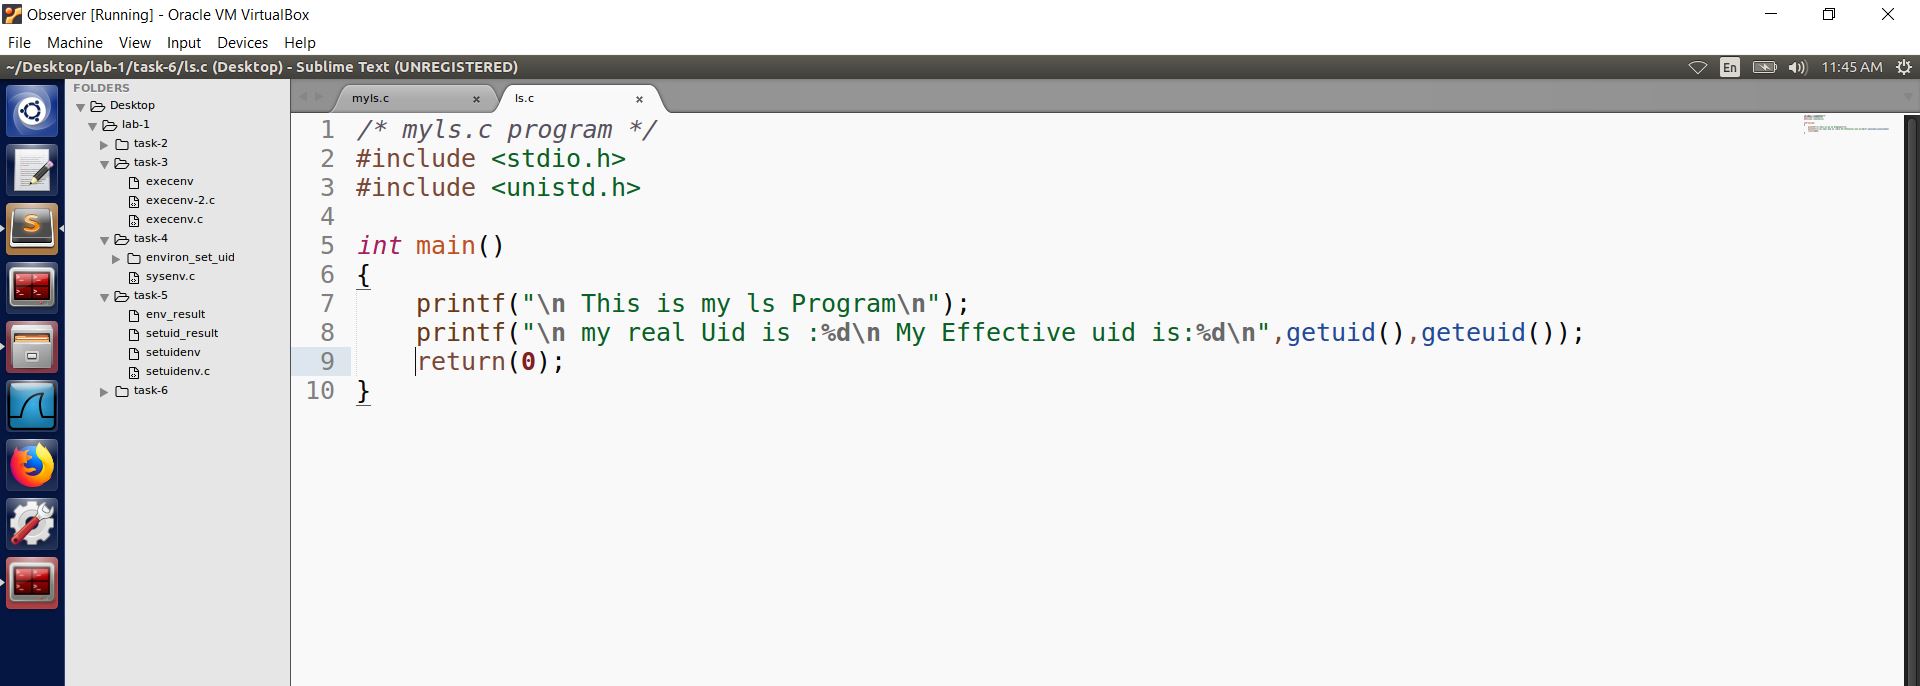 Observer [Running] - Oracle VM VirtualBox
File Machine View Input Devices Help
~/Desktop/lab-1/task-6/ls.c (Desktop) - Sublime Text (UNREGISTERED)
En
11:45 AM
FOLDERS
Desktop
lab-1
task-2
task-3
execenv
execenv-2.c
execenv.c
task-4
environ_set_uid
sysenv.c
task-5
env_result
setuid_result
setuidenv
setuidenv.c
task-6
myls.c
ls.c
1 /* myls.c program */
2 #include <stdio.h>
3 #include <unistd.h>
4
5 int main()
6 {
7 printf("\n This is my ls Program\n");
8 printf("\n my real Uid is :%d\n My Effective uid is:%d\n",getuid(),geteuid());
9 return(0);
10 }